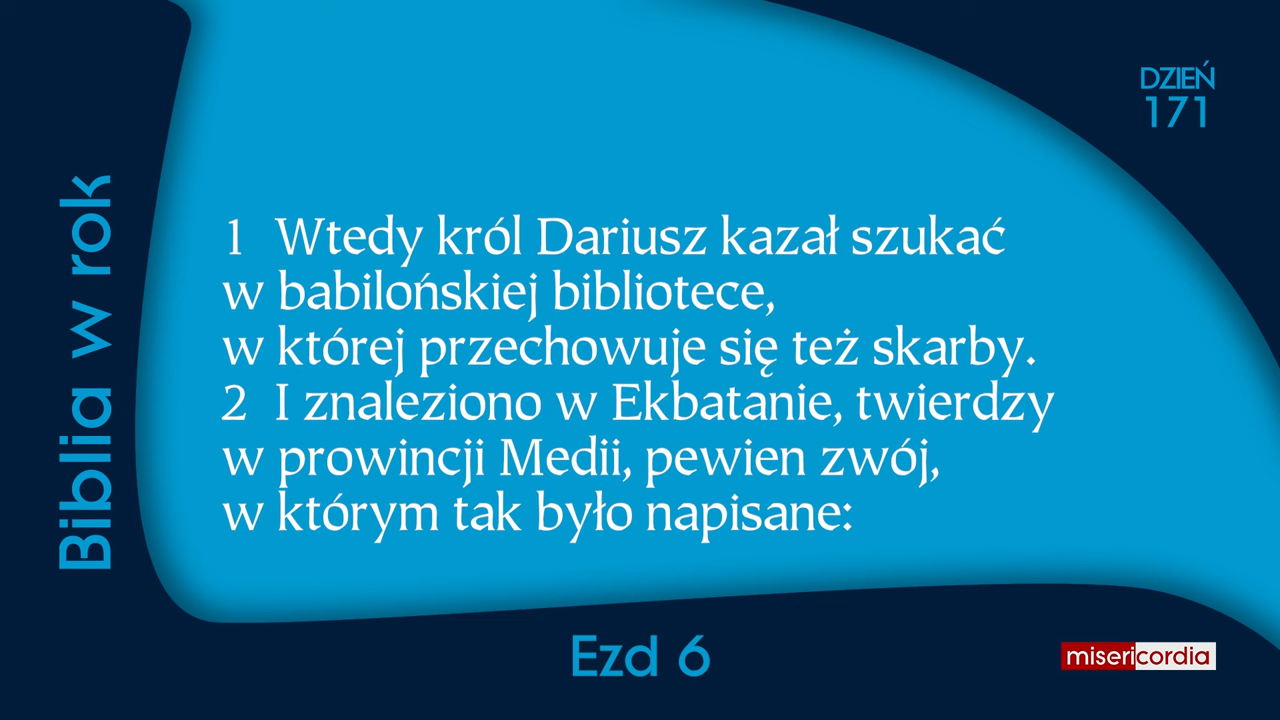 Biblia w rok
DZIEŃ
171
1 Wtedy król Dariusz kazał szukać
w babilońskiej bibliotece,
w której przechowuje się też skarby.
2 I znaleziono w Ekbatanie, twierdzy
w prowincji Medii, pewien zwój,
w którym tak było napisane:
Ezd 6
misericordia